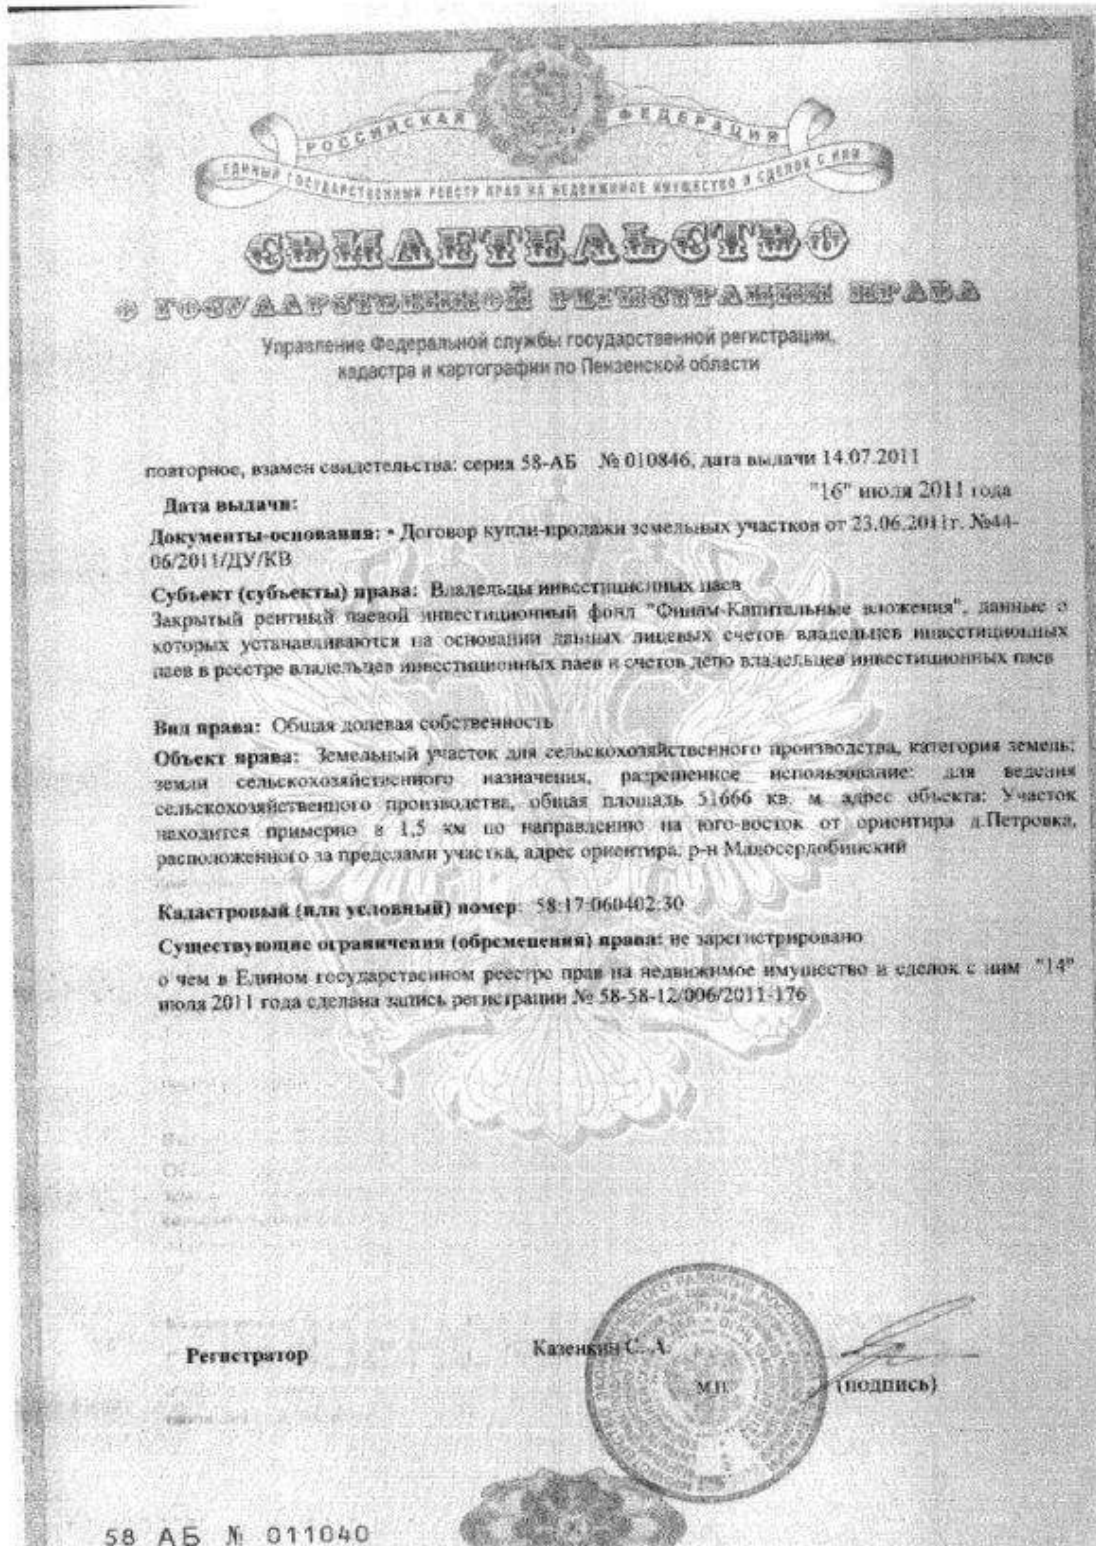 РОССИЙСКАЯ ФЕДЕРАЦИЯ
ЕДИНЫЙ ГОСУДАРСТВЕННЫЙ РЕЕСТР ПРАВ НА НЕДВИЖИМОЕ ИМУЩЕСТВО И СДЕЛОК С НИМ
СВИДЕТЕЛЬСТВО
О ГОСУДАРСТВЕННОЙ РЕГИСТРАЦИИ ПРАВА
Управление Федеральной службы государственной регистрации,
кадастра и картографии по Пензенской области
повторное, взамен свидетельства: серия 58-АБ № 010846, дата выдачи 14.07.2011
Дата выдачи: "16" июля 2011 года
Документы-основания: • Договор купли-продажи земельных участков от 23.06.2011г. №44-
06/2011/ДУ/КВ
Субъект (субъекты) права: Владельцы инвестиционных паев
Закрытый рентный паевой инвестиционный фонд "Финам-Капитальные вложения", данные о
которых устанавливаются на основании данных лицевых счетов владельцев инвестиционных
паев в реестре владельцев инвестиционных паев и счетов депо владельцев инвестиционных паев
Вид права: Общая долевая собственность
Объект права: Земельный участок для сельскохозяйственного производства, категория земель:
земли сельскохозяйственного назначения, разрешенное использование: для ведения
сельскохозяйственного производства, общая площадь 51666 кв. м, адрес объекта: Участок
находится примерно в 1,5 км по направлению на юго-восток от ориентира д.Петровка,
расположенного за пределами участка, адрес ориентира: р-н Малосердобинский
Кадастровый (или условный) номер: 58:17:060402:30
Существующие ограничения (обременения) права: не зарегистрировано
о чем в Едином государственном реестре прав на недвижимое имущество и сделок с ним "14"
июля 2011 года сделана запись регистрации № 58-58-12/006/2011-176
Регистратор Казенкин С. А.
М.П. (подпись)
58 АБ № 011040